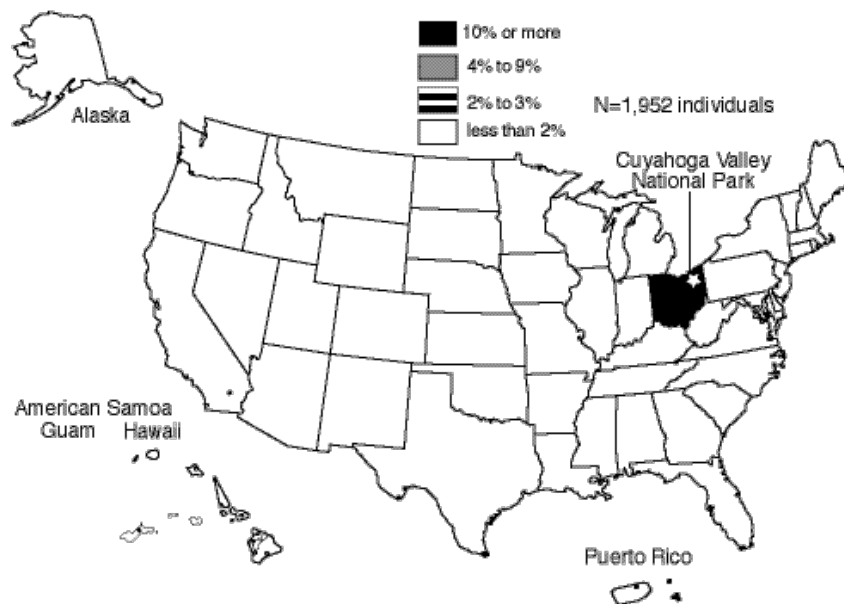 10% or more
4% to 9%
2% to 3%
less than 2%
N=1,952 individuals
Alaska
Cuyahoga Valley
National Park
American Samoa
Guam Hawaii
Puerto Rico